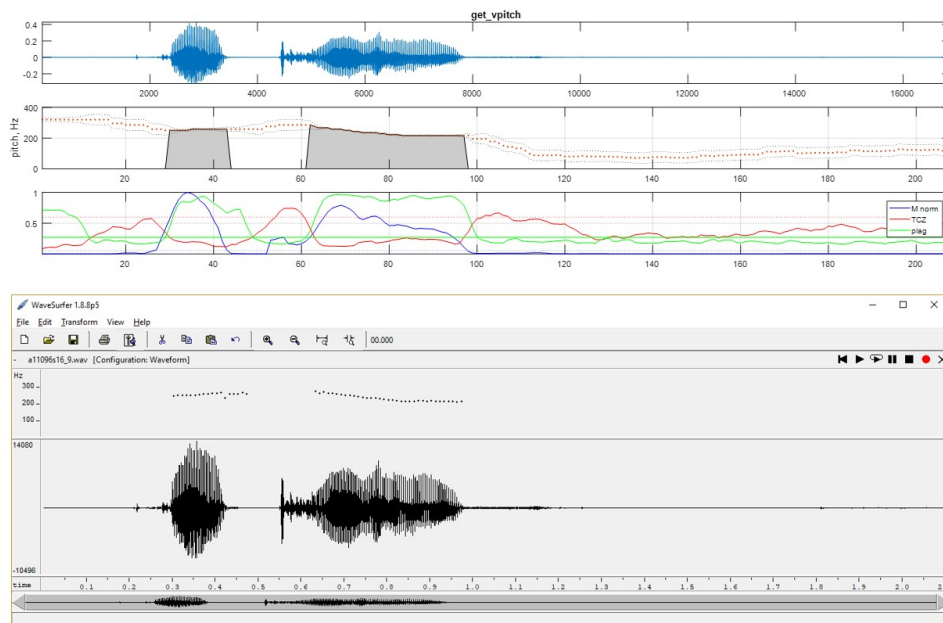 get_vpitch
0.4
0.2
0
-0.2
2000 4000 6000 8000 10000 12000 14000 16000
400
200
0
pitch, Hz
20 40 60 80 100 120 140 160 180 200
1
0.5
M norm
TCZ
plag
20 40 60 80 100 120 140 160 180 200
WaveSurfer 1.8.8p5
File Edit Transform View Help
00.000
- a11096s16_9.wav [Configuration: Waveform]
Hz
300
200
100
14080
-10496
time 0.1 0.2 0.3 0.4 0.5 0.6 0.7 0.8 0.9 1.0 1.1 1.2 1.3 1.4 1.5 1.6 1.7 1.8 1.9 2.0